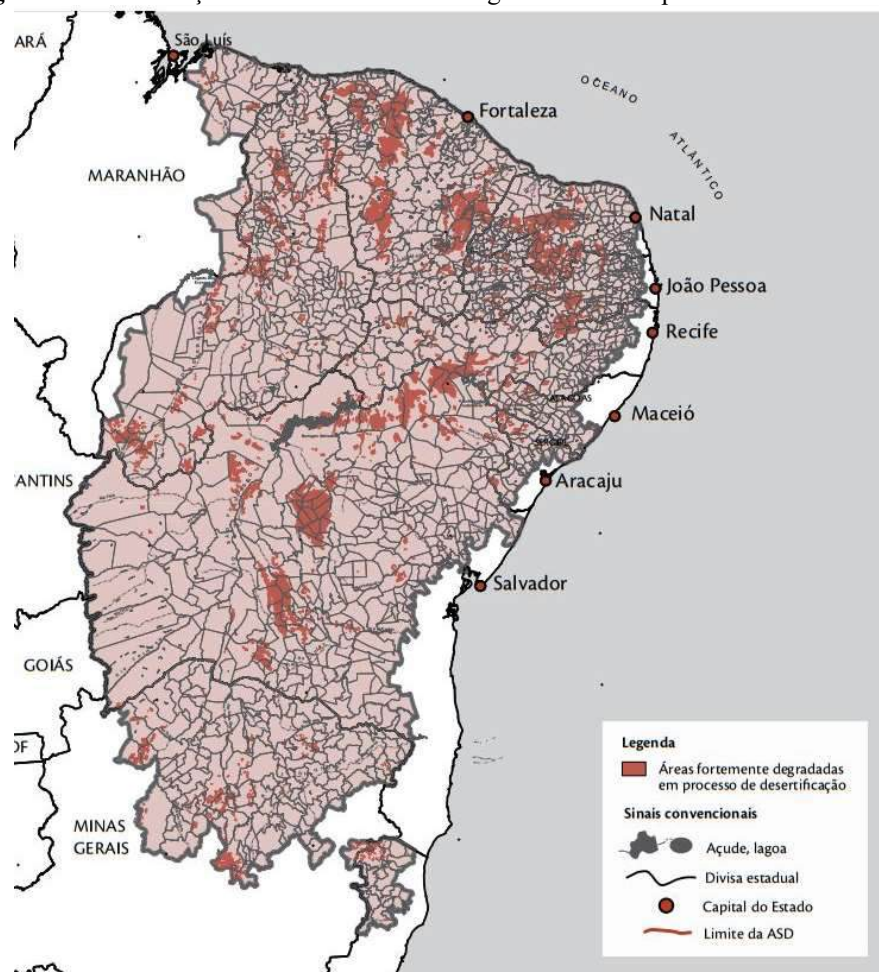 ARÁ
São Luís
OCEANO
Fortaleza
ATLÂNTICO
MARANHÃO
Natal
João Pessoa
Recife
Maceió
ANTINS
Aracaju
Salvador
GOIÁS
DF
MINAS
GERAIS
Legenda
Áreas fortemente degradadas
em processo de desertificação
Sinais convencionais
Açude, lagoa
Divisa estadual
Capital do Estado
Limite da ASD